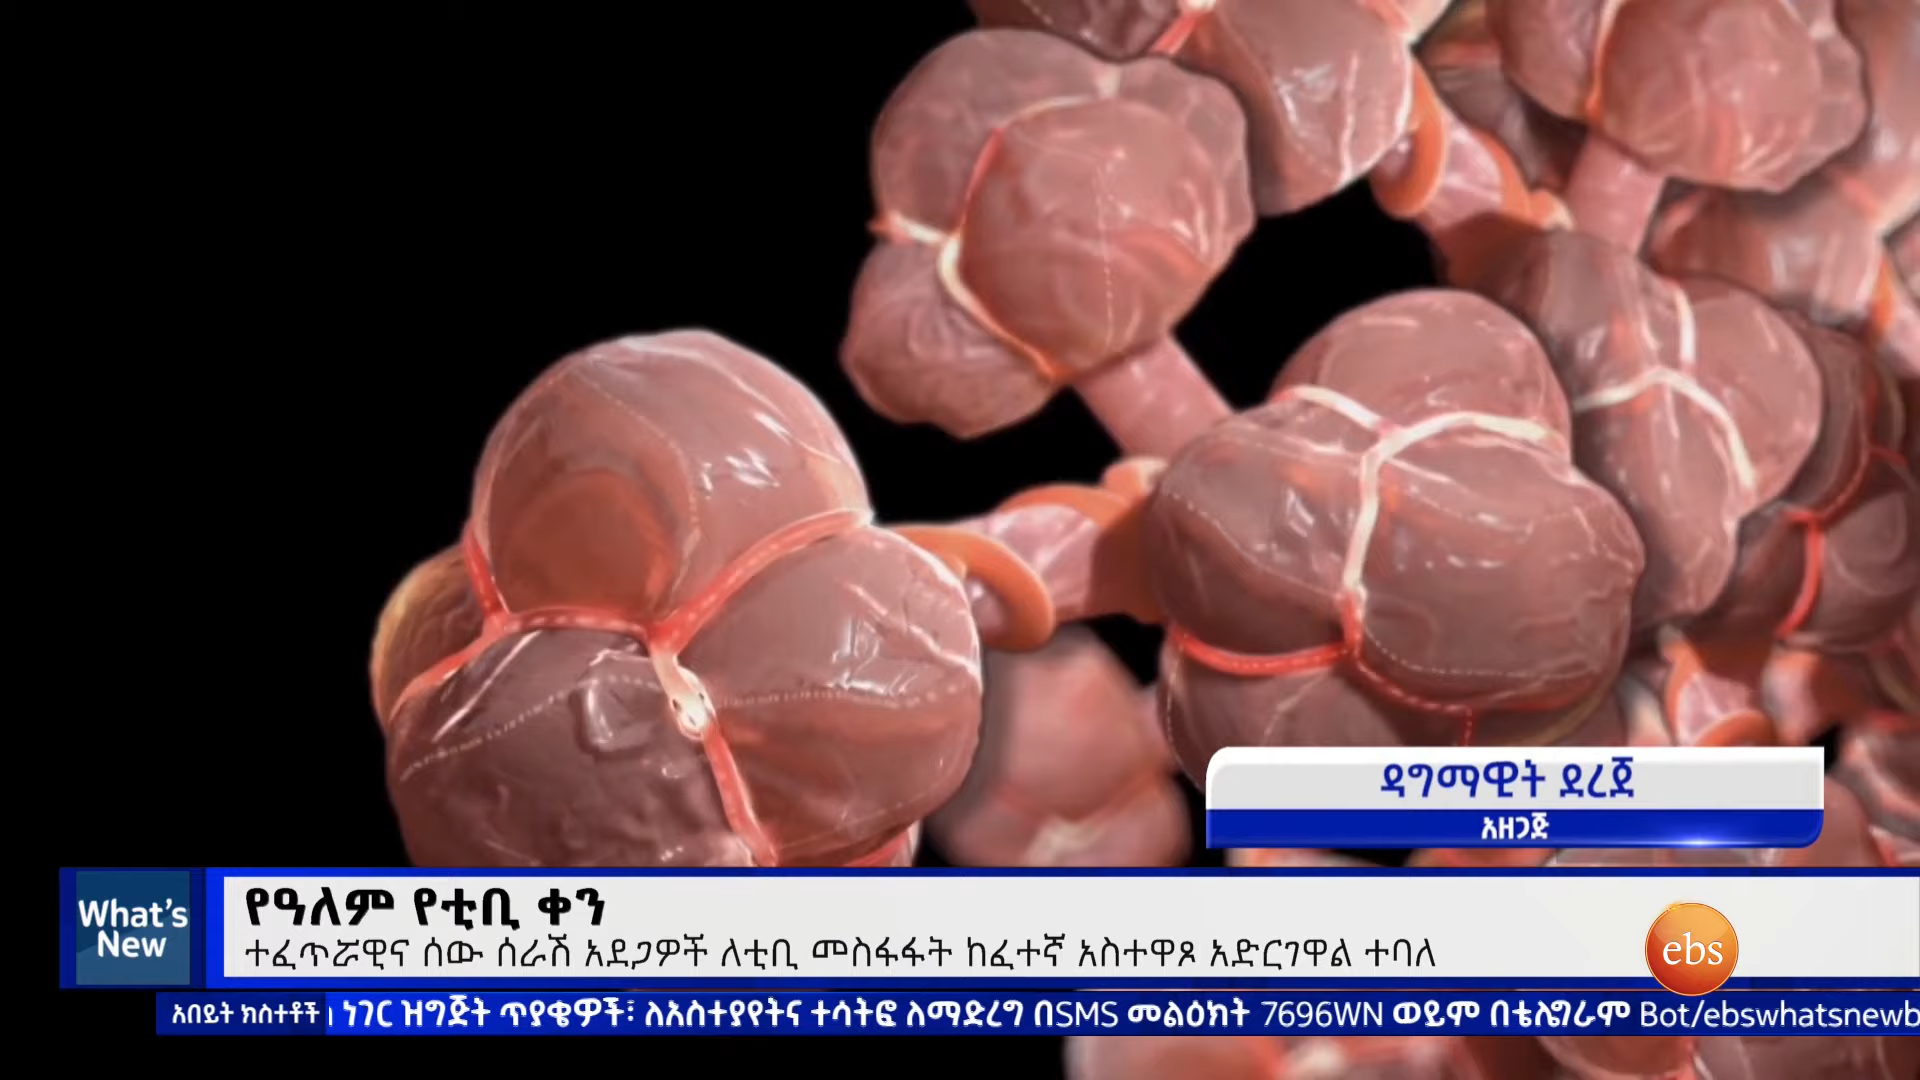 ዳግማዊት ደረጀ
አዘጋጅ
What's
New
የዓለም የቲቢ ቀን
ተፈጥሯዊና ሰው ሰራሽ አደጋዎች ለቲቢ መስፋፋት ከፈተኛ አስተዋጾ አድርገዋል ተባለ
ebs
አበይት ክስተቶች
ነገር ዝግጅት ጥያቄዎች፣ ለአስተያየትና ተሳትፎ ለማድረግ በSMS መልዕክት 7696WN ወይም በቴሌግራም Bot/ebswhatsnewb